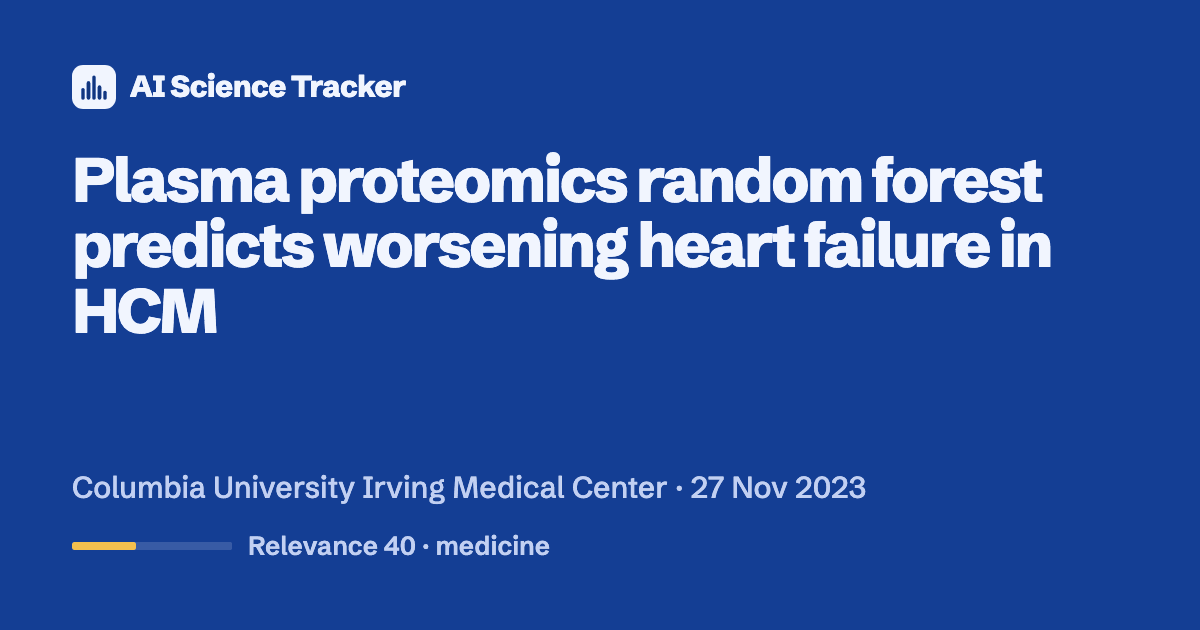 AI Science Tracker
Plasma proteomics random forest
predicts worsening heart failure in
HCM
Columbia University Irving Medical Center · 27 Nov 2023
Relevance 40 · medicine